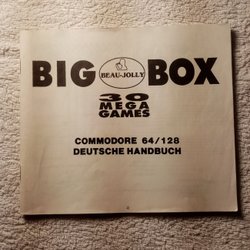 BIG BOX
BEAU-JOLLY
30
MEGA
GAMES
COMMODORE 64/128
DEUTSCHE HANDBUCH